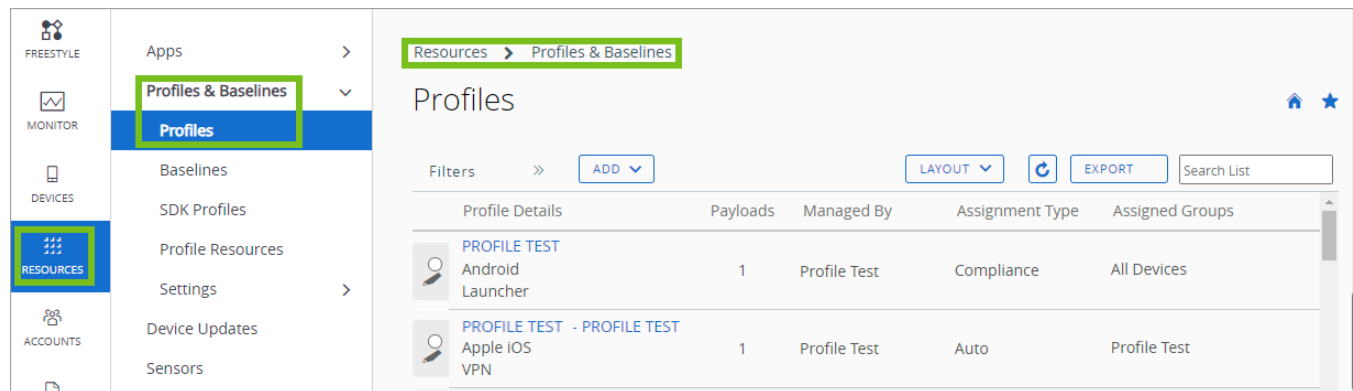 FREESTYLE
MONITOR
DEVICES
RESOURCES
ACCOUNTS
Apps
Profiles & Baselines
Profiles
Baselines
SDK Profiles
Profile Resources
Settings
Device Updates
Sensors
Resources > Profiles & Baselines
Profiles
Filters » ADD LAYOUT EXPORT Search List
Profile Details Payloads Managed By Assignment Type Assigned Groups
PROFILE TEST
Android 1 Profile Test Compliance All Devices
Launcher
PROFILE TEST - PROFILE TEST
Apple iOS 1 Profile Test Auto Profile Test
VPN